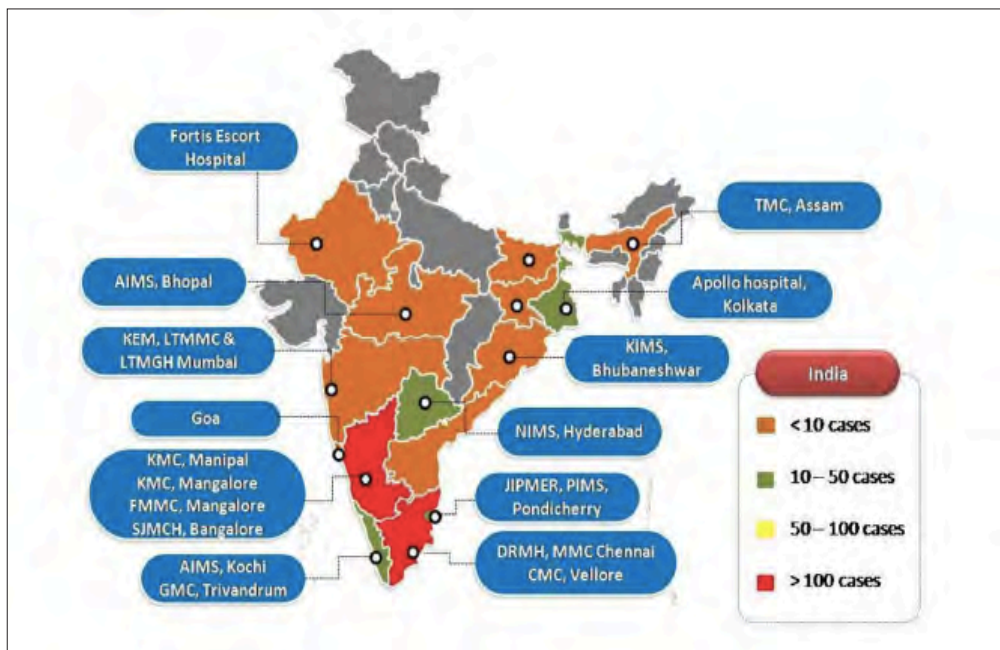 Fortis Escort
Hospital
TMC, Assam
AIMS, Bhopal
Apollo hospital,
Kolkata
KEM, LTMMC &
LTMGH Mumbai
KIMS,
Bhubaneshwar
Goa
NIMS, Hyderabad
KMC, Manipal
KMC, Mangalore
FMMC, Mangalore
SJMCH, Bangalore
JIPMER, PIMS,
Pondicherry
AIMS, Kochi
GMC, Trivandrum
DRMH, MMC Chennai
CMC, Vellore
India
< 10 cases
10 – 50 cases
50 – 100 cases
> 100 cases